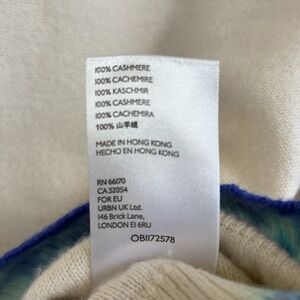 100% CASHMERE
100% CACHEMIRE
100% KASCHMIR
100% CASHMERE
100% CACHEMIRA
100% 山羊绒
MADE IN HONG KONG
HECHO EN HONG KONG
RN 66170
CA 32054
FOR EU
URBN UK Ltd.
146 Brick Lane,
LONDON E1 6RU
OB1172578